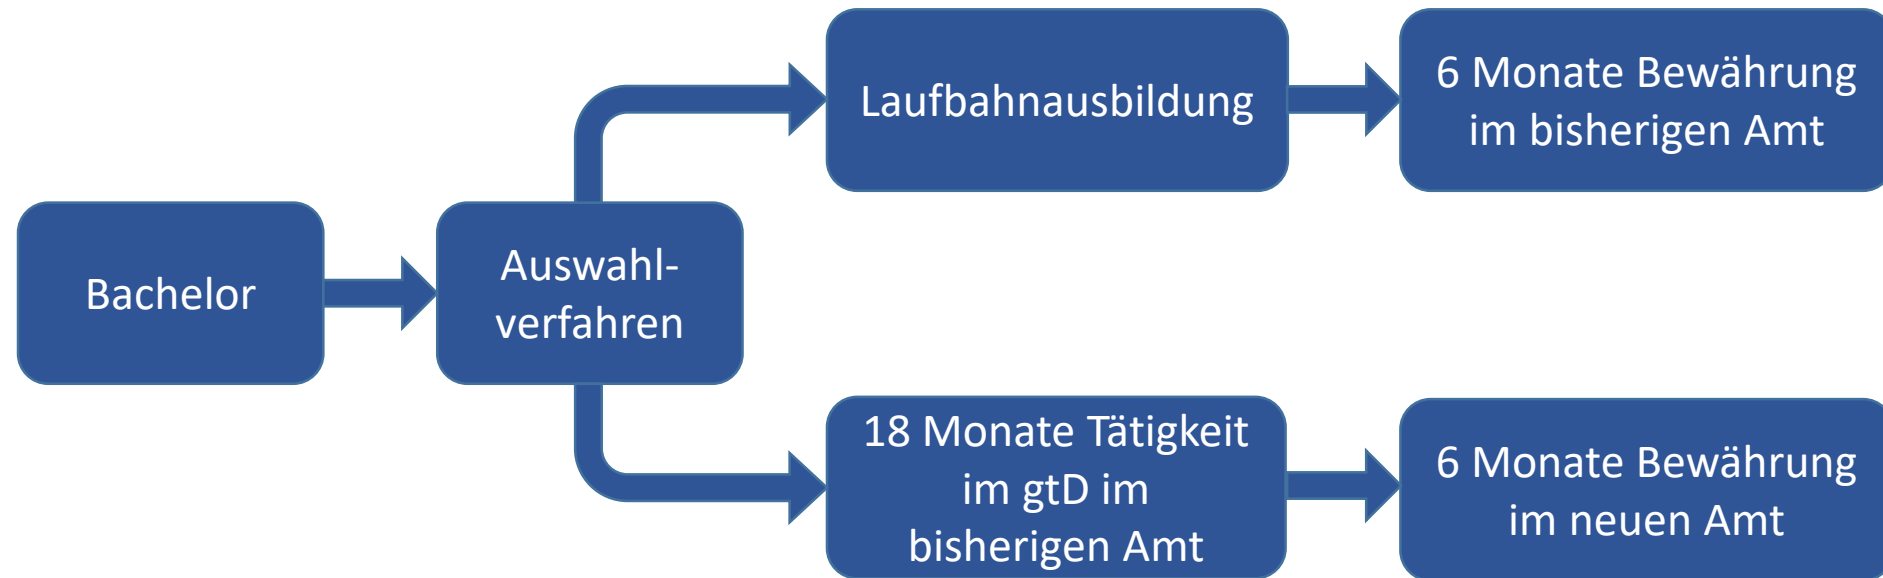 Bachelor
Auswahl-
verfahren
Laufbahnausbildung
6 Monate Bewährung
im bisherigen Amt
18 Monate Tätigkeit
im gtD im
bisherigen Amt
6 Monate Bewährung
im neuen Amt